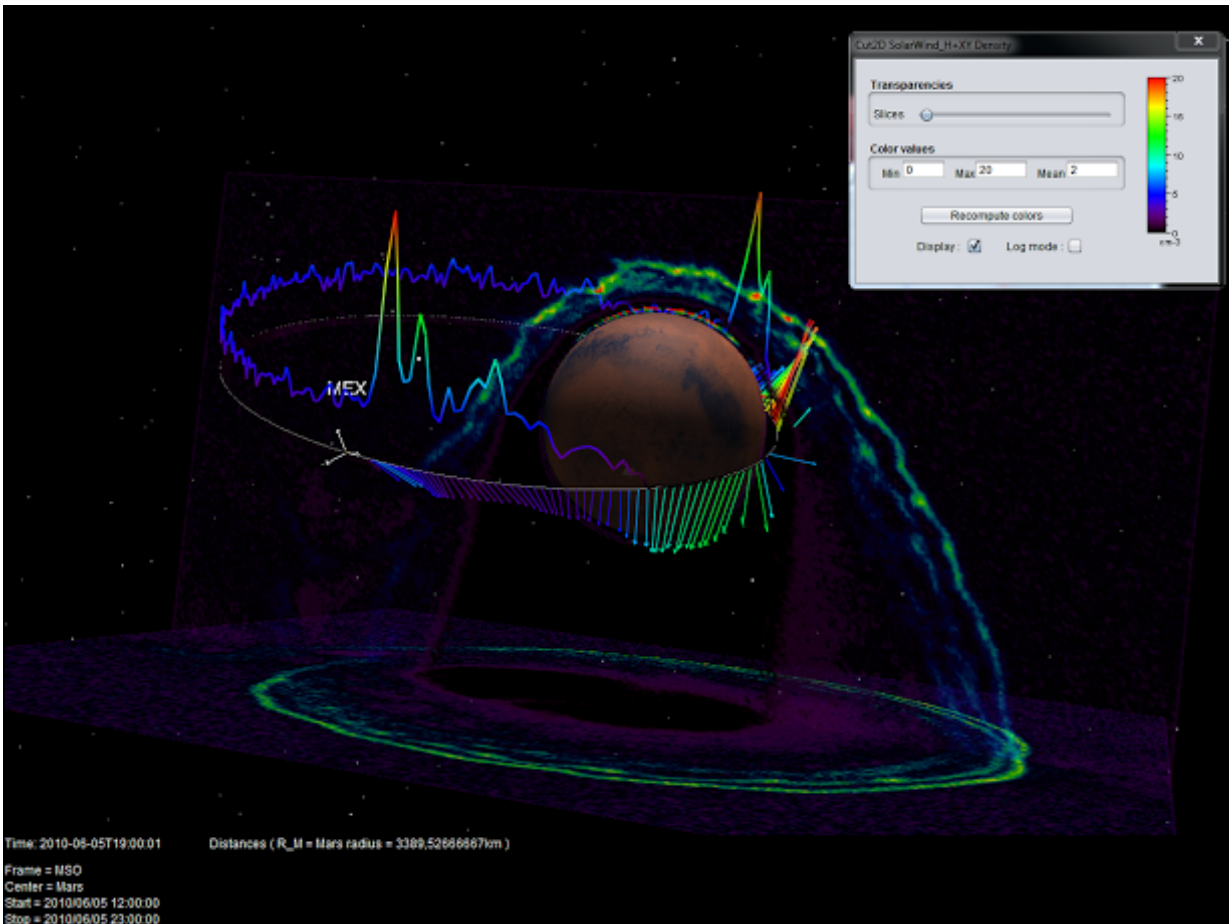 Cut2D SolarWind_H+XY Density
x
Transparencies
Slices
Color values
Min 0 Max 20 Mean 2
Recompute colors
Display : Log mode :
20
15
10
5
0
cm-3
MEX
Time: 2010-06-05T19:00:01 Distances ( R_M = Mars radius = 3389,52666667km )
Frame = MSO
Center = Mars
Start = 2010/06/05 12:00:00
Stop = 2010/06/05 23:00:00